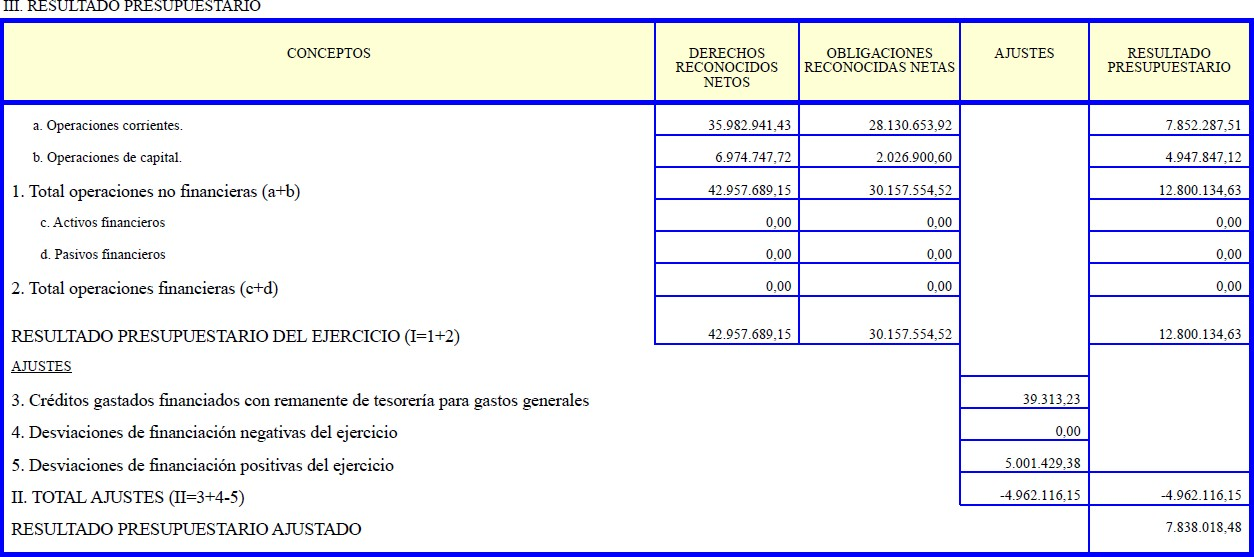 III. RESULTADO PRESUPUESTARIO
CONCEPTOS DERECHOS RECONOCIDOS NETOS OBLIGACIONES RECONOCIDAS NETAS AJUSTES RESULTADO PRESUPUESTARIO
a. Operaciones corrientes. 35.982.941,43 28.130.653,92 7.852.287,51
b. Operaciones de capital. 6.974.747,72 2.026.900,60 4.947.847,12
1. Total operaciones no financieras (a+b) 42.957.689,15 30.157.554,52 12.800.134,63
c. Activos financieros 0,00 0,00 0,00
d. Pasivos financieros 0,00 0,00 0,00
2. Total operaciones financieras (c+d) 0,00 0,00 0,00
RESULTADO PRESUPUESTARIO DEL EJERCICIO (I=1+2) 42.957.689,15 30.157.554,52 12.800.134,63
AJUSTES
3. Créditos gastados financiados con remanente de tesorería para gastos generales 39.313,23
4. Desviaciones de financiación negativas del ejercicio 0,00
5. Desviaciones de financiación positivas del ejercicio 5.001.429,38
II. TOTAL AJUSTES (II=3+4-5) -4.962.116,15 -4.962.116,15
RESULTADO PRESUPUESTARIO AJUSTADO 7.838.018,48